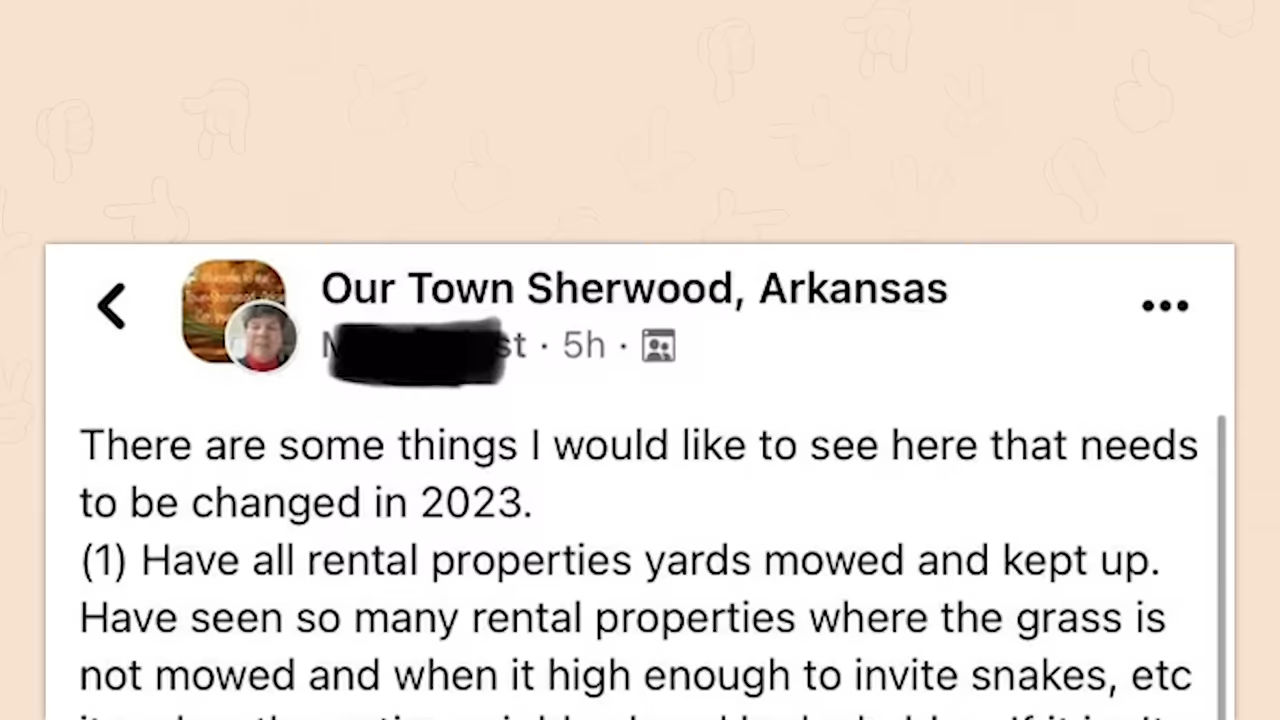 Our Town Sherwood, Arkansas
· 5h ·
There are some things I would like to see here that needs
to be changed in 2023.
(1) Have all rental properties yards mowed and kept up.
Have seen so many rental properties where the grass is
not mowed and when it high enough to invite snakes, etc